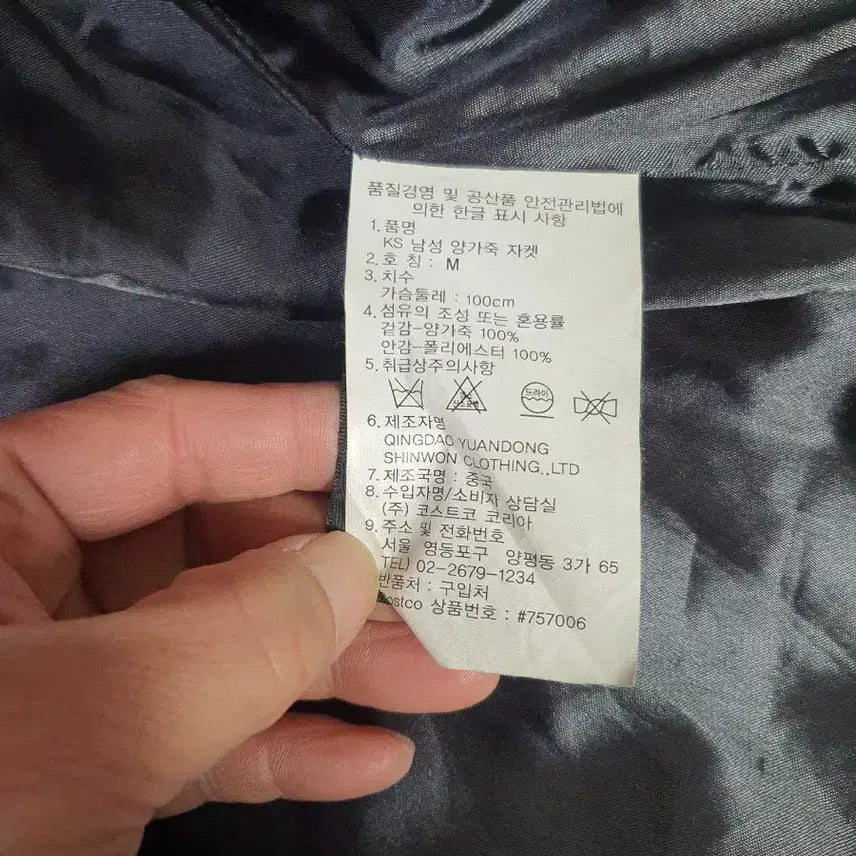 품질경영 및 공산품 안전관리법에
의한 한글 표시 사항
1. 품명
KS 남성 양가죽 자켓
2. 호 칭 : M
3. 치수
가슴둘레 : 100cm
4. 섬유의 조성 또는 혼용률
겉감-양가죽 100%
안감-폴리에스터 100%
5. 취급상주의사항
드라이
6. 제조자명
QINGDAO YUANDONG
SHINWON CLOTHING.,LTD
7. 제조국명 : 중국
8. 수입자명/소비자 상담실
(주) 코스트코 코리아
9. 주소 및 전화번호
서울 영등포구 양평동 3가 65
TEL) 02-2679-1234
반품처 : 구입처
Costco 상품번호 : #757006